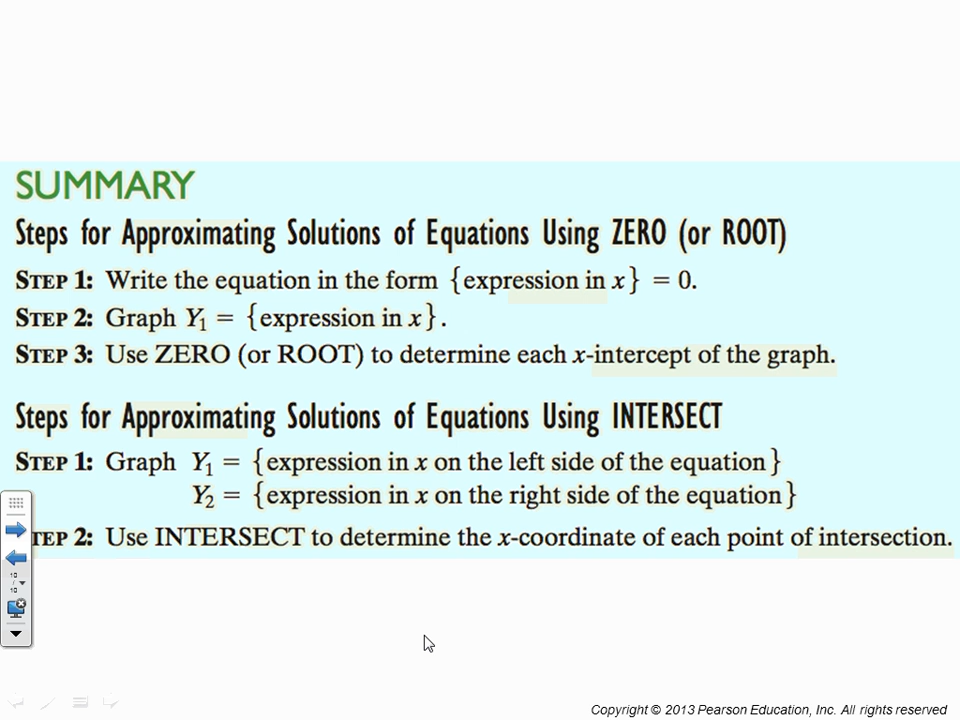 SUMMARY
Steps for Approximating Solutions of Equations Using ZERO (or ROOT)
STEP 1: Write the equation in the form {expression in x} = 0.
STEP 2: Graph Y₁ = {expression in x}.
STEP 3: Use ZERO (or ROOT) to determine each x-intercept of the graph.
Steps for Approximating Solutions of Equations Using INTERSECT
STEP 1: Graph Y₁ = {expression in x on the left side of the equation}
Y₂ = {expression in x on the right side of the equation}
TEP 2: Use INTERSECT to determine the x-coordinate of each point of intersection.
10
/
10
Copyright © 2013 Pearson Education, Inc. All rights reserved